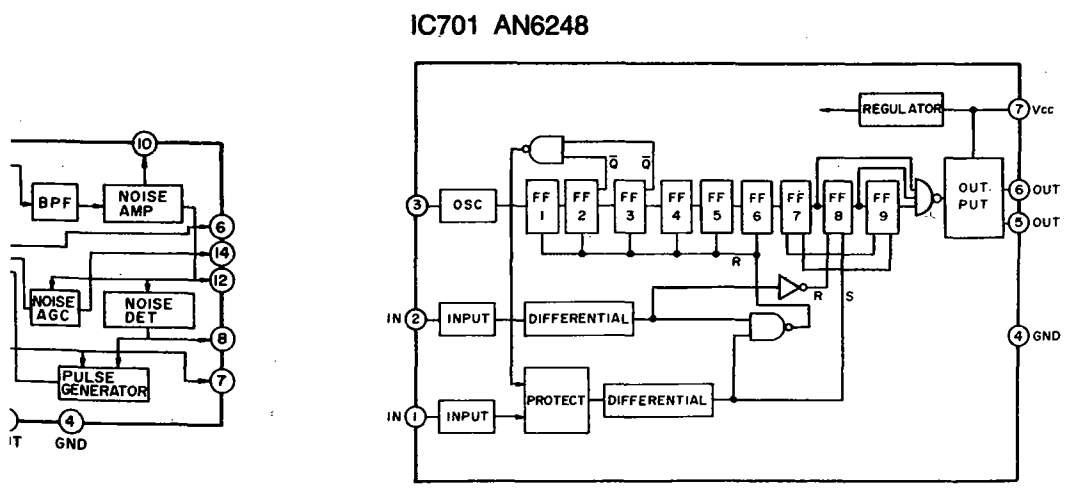 IC701 AN6248
10
BPF
NOISE
AMP
6
14
12
NOISE
AGC
NOISE
DET
8
PULSE
GENERATOR
7
4
GND
REGULATOR
7 Vcc
Q̅ Q̅
3 OSC
FF
1
FF
2
FF
3
FF
4
FF
5
FF
6
FF
7
FF
8
FF
9
OUT.
PUT
6 OUT
5 OUT
R
R S
IN 2 INPUT DIFFERENTIAL
4 GND
PROTECT DIFFERENTIAL
IN 1 INPUT